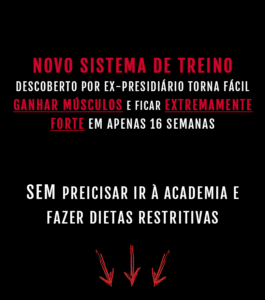 NOVO SISTEMA DE TREINO
DESCOBERTO POR EX-PRESIDIÁRIO TORNA FÁCIL
GANHAR MÚSCULOS E FICAR EXTREMAMENTE
FORTE EM APENAS 16 SEMANAS
SEM PREICISAR IR À ACADEMIA E
FAZER DIETAS RESTRITIVAS